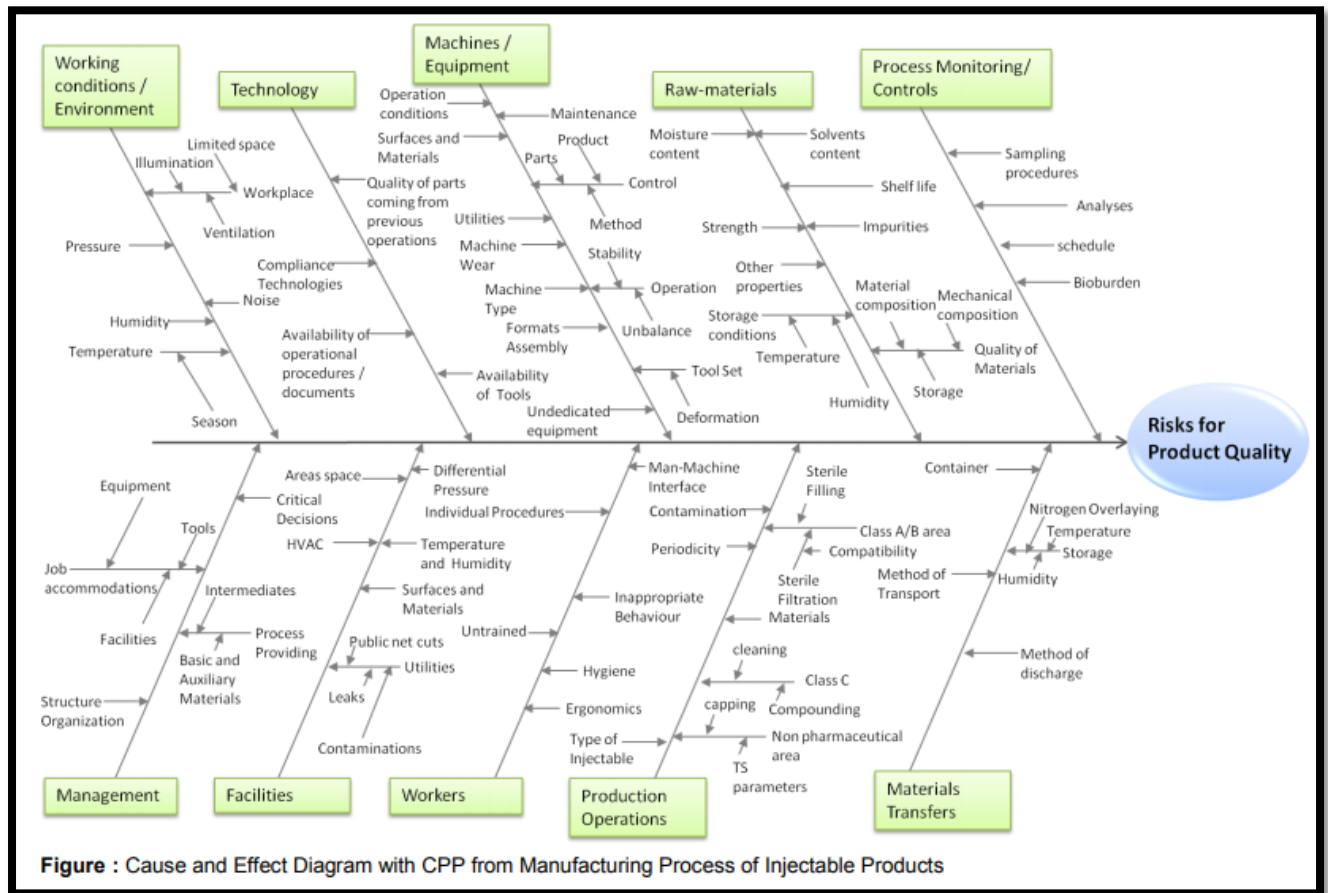 Working
conditions /
Environment
Technology
Machines /
Equipment
Raw-materials
Process Monitoring/
Controls
Limited space
Illumination
Workplace
Ventilation
Pressure
Noise
Humidity
Temperature
Season
Quality of parts
coming from
previous
operations
Compliance
Technologies
Availability of
operational
procedures /
documents
Availability
of Tools
Operation
conditions
Maintenance
Surfaces and
Materials
Product
Parts
Control
Method
Utilities
Machine
Wear
Stability
Machine
Type
Operation
Unbalance
Formats
Assembly
Tool Set
Deformation
Undedicated
equipment
Moisture
content
Solvents
content
Shelf life
Strength
Impurities
Other
properties
Storage
conditions
Temperature
Humidity
Material
composition
Mechanical
composition
Quality of
Materials
Storage
Sampling
procedures
Analyses
schedule
Bioburden
Risks for
Product Quality
Equipment
Critical
Decisions
Tools
Job
accommodations
Facilities
Intermediates
Process
Providing
Basic and
Auxiliary
Materials
Structure
Organization
Areas space
Differential
Pressure
HVAC
Temperature
and Humidity
Surfaces and
Materials
Public net cuts
Utilities
Leaks
Contaminations
Man-Machine
Interface
Individual Procedures
Inappropriate
Behaviour
Untrained
Hygiene
Ergonomics
Sterile
Filling
Contamination
Class A/B area
Compatibility
Periodicity
Sterile
Filtration
Materials
cleaning
Class C
Compounding
capping
Type of
Injectable
Non pharmaceutical
area
TS
parameters
Container
Nitrogen Overlaying
Temperature
Storage
Humidity
Method of
Transport
Method of
discharge
Management
Facilities
Workers
Production
Operations
Materials
Transfers
Figure : Cause and Effect Diagram with CPP from Manufacturing Process of Injectable Products